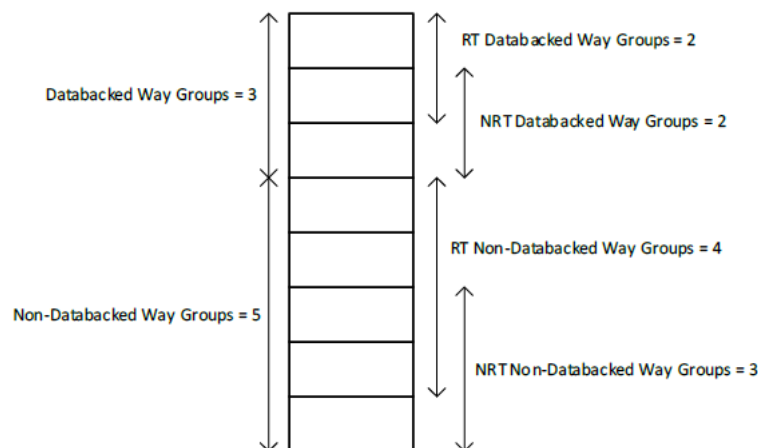 RT Databacked Way Groups = 2
Databacked Way Groups = 3
NRT Databacked Way Groups = 2
RT Non-Databacked Way Groups = 4
Non-Databacked Way Groups = 5
NRT Non-Databacked Way Groups = 3